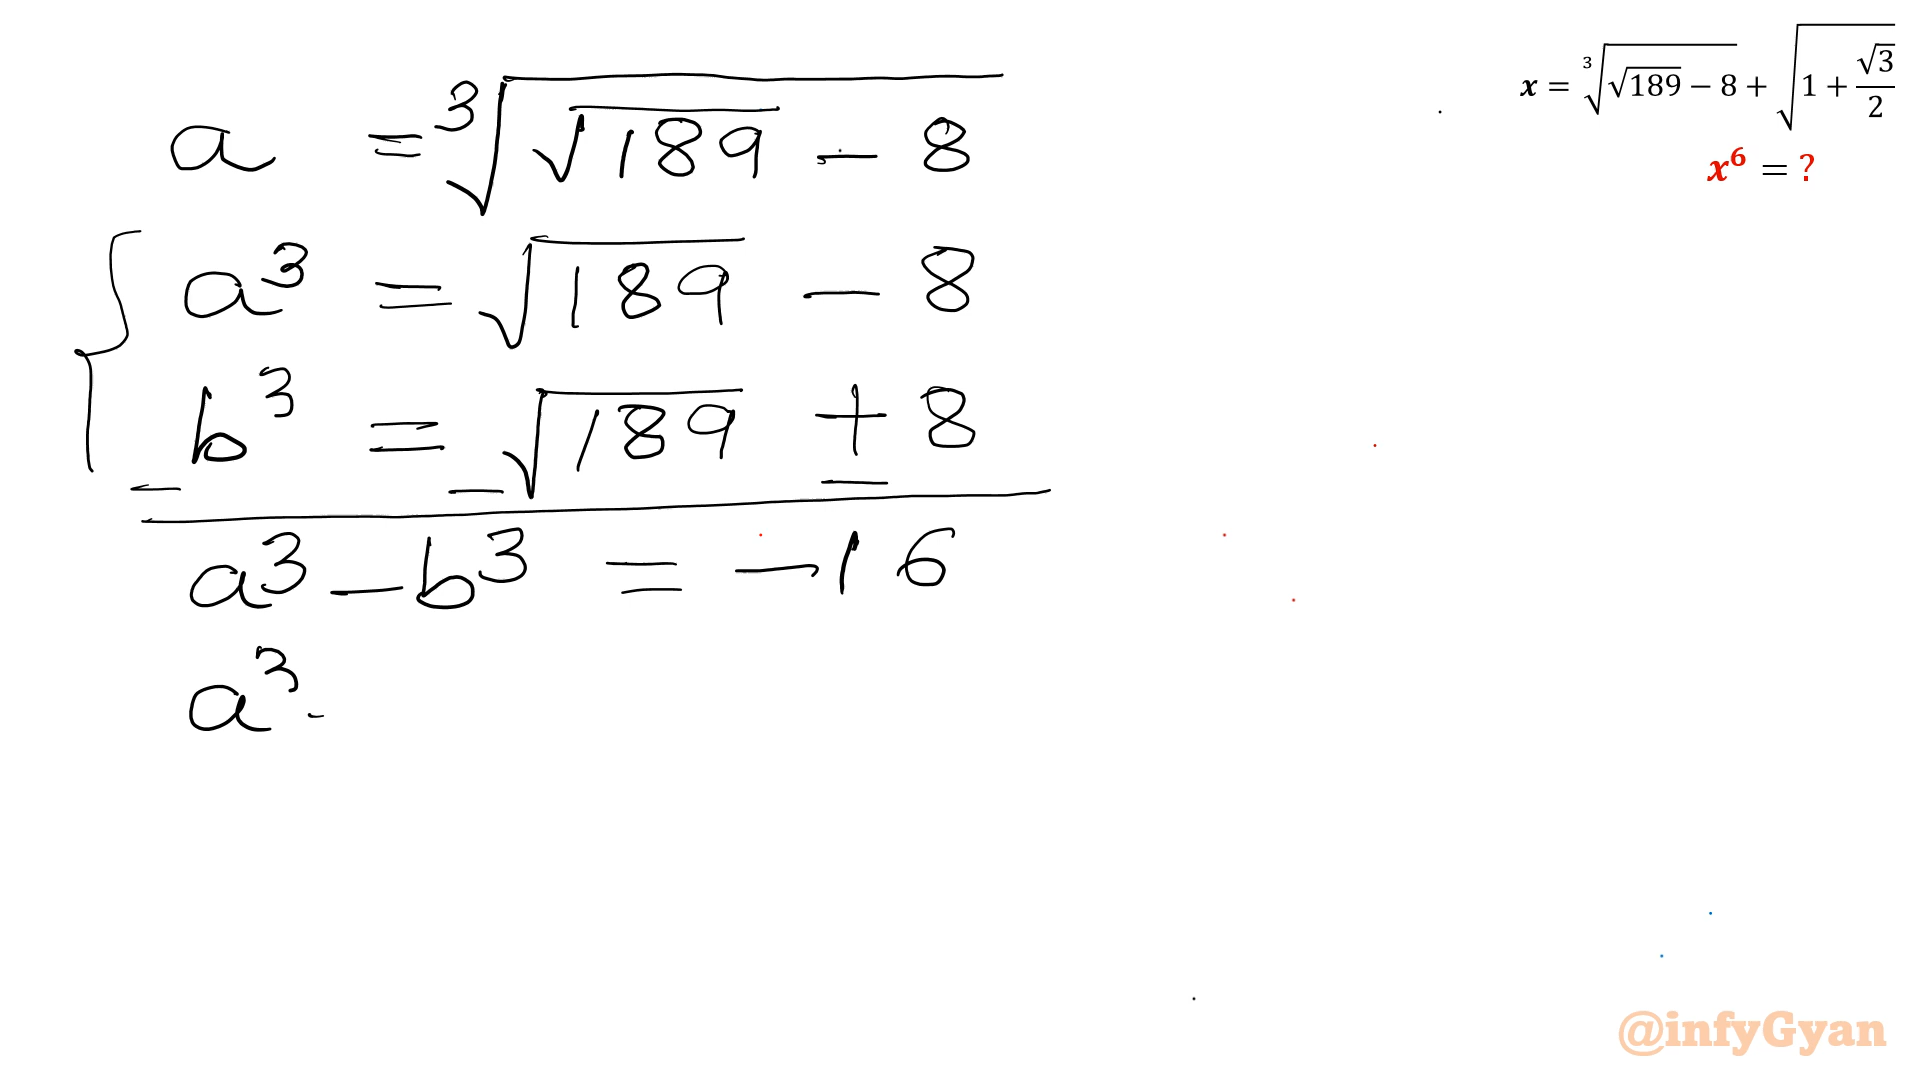 x = ∛(√189 − 8) + √(1 + √3/2)
x⁶ = ?
a = ∛(√189 − 8)
a³ = √189 − 8
b³ = √189 + 8
− − −
a³ − b³ = −16
a³ -
@infyGyan